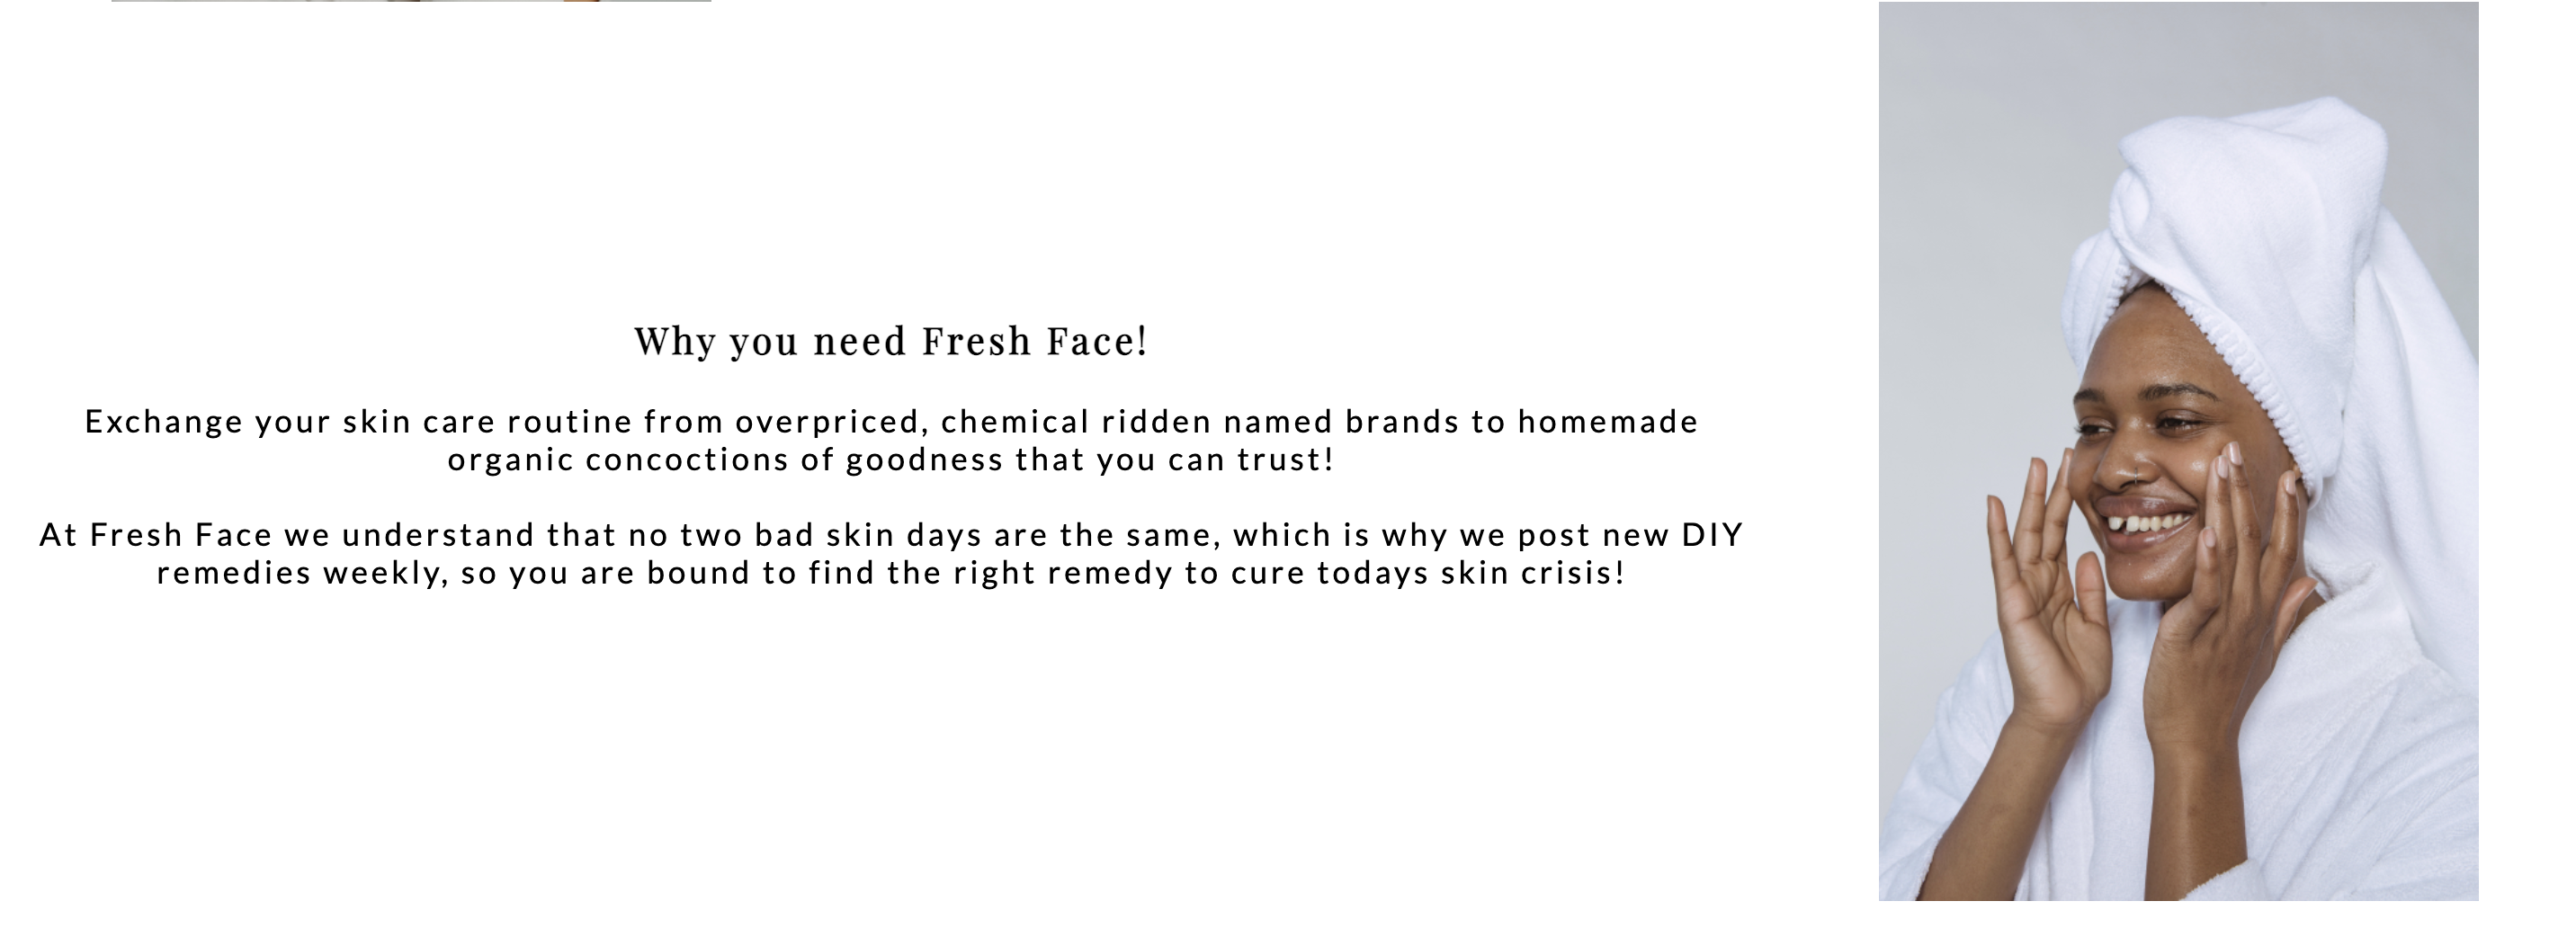 Why you need Fresh Face!
Exchange your skin care routine from overpriced, chemical ridden named brands to homemade
organic concoctions of goodness that you can trust!
At Fresh Face we understand that no two bad skin days are the same, which is why we post new DIY
remedies weekly, so you are bound to find the right remedy to cure todays skin crisis!